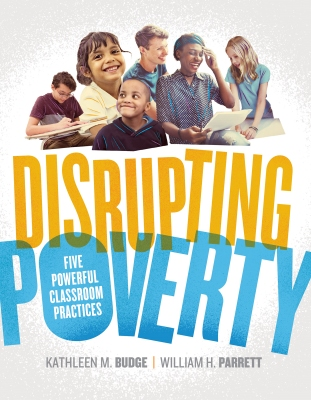 DISRUPTING
POVERTY
FIVE
POWERFUL
CLASSROOM
PRACTICES
KATHLEEN M. BUDGE | WILLIAM H. PARRETT